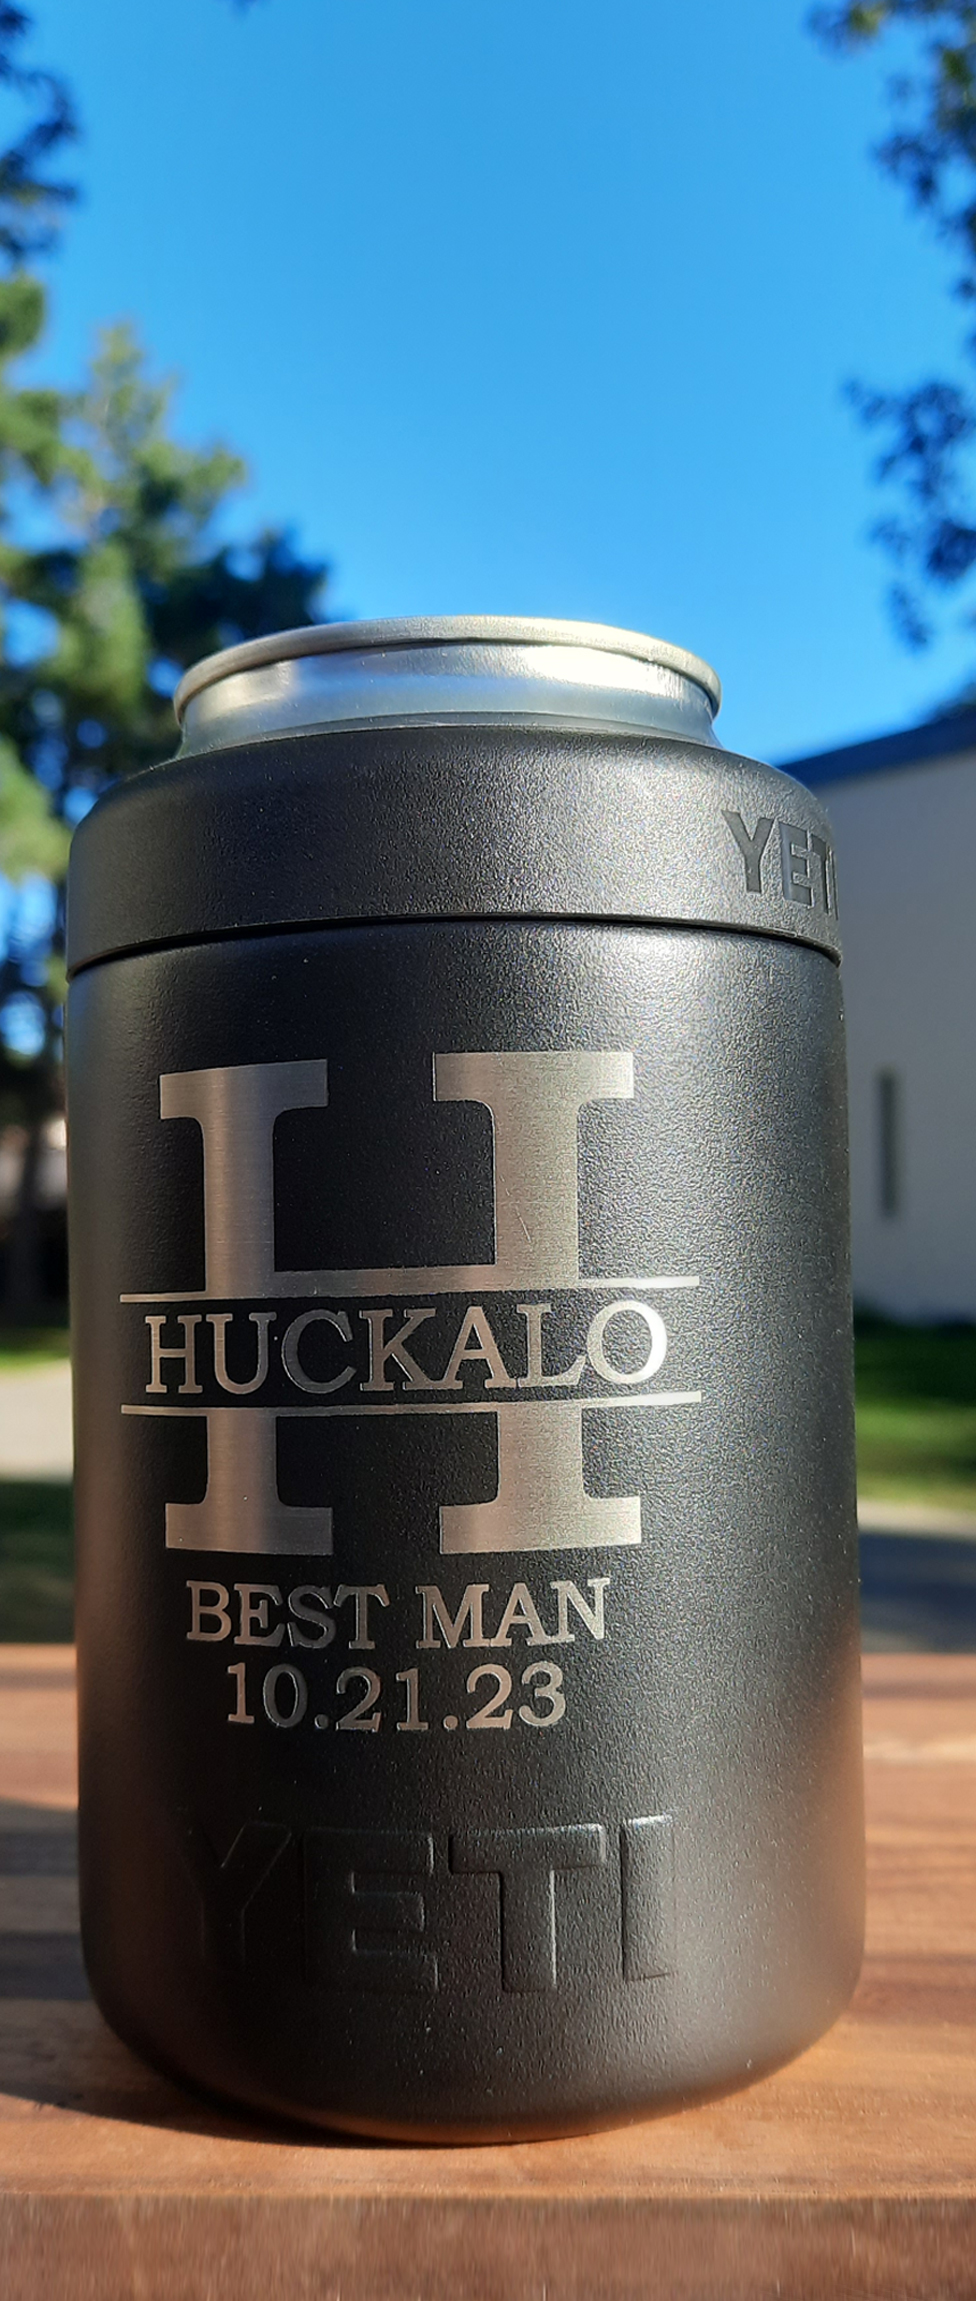 YETI
H
HUCKALO
BEST MAN
10.21.23
YETI